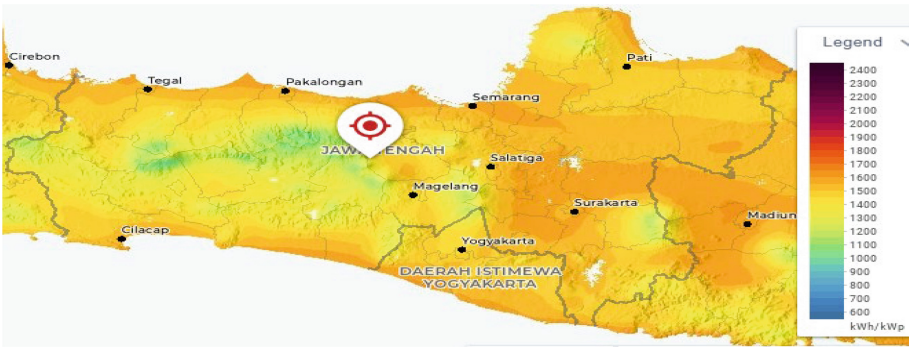 Cirebon
Tegal
Pakalongan
Semarang
Pati
JAWA TENGAH
Salatiga
Magelang
Surakarta
Madiun
Cilacap
Yogyakarta
DAERAH ISTIMEWA
YOGYAKARTA
Legend
2400
2300
2200
2100
2000
1900
1800
1700
1600
1500
1400
1300
1200
1100
1000
900
800
700
600
kWh/kWp